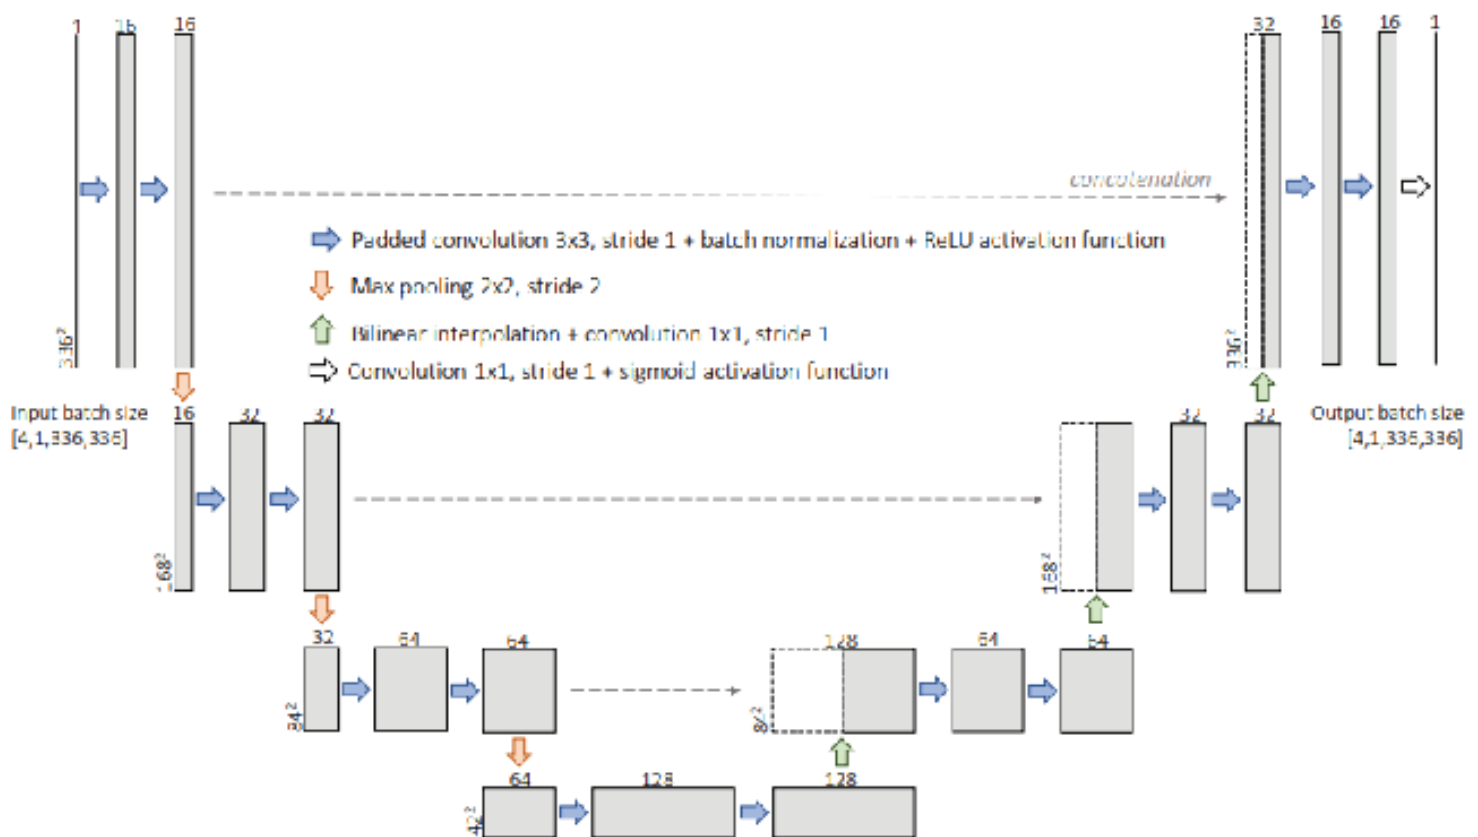 1 16 16 32 16 16 1
concatenation
Padded convolution 3x3, stride 1 + batch normalization + ReLU activation function
Max pooling 2x2, stride 2
Bilinear interpolation + convolution 1x1, stride 1
Convolution 1x1, stride 1 + sigmoid activation function
336²
336²
Input batch size
[4,1,336,336]
16 32 32
32 32
Output batch size
[4,1,336,336]
168²
168²
32 64 64 128 64 64
84²
84²
64 128 128
42²